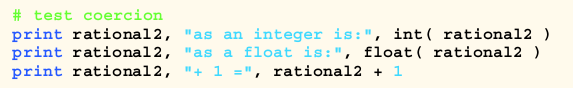 # test coercion
print rational2, "as an integer is:", int( rational2 )
print rational2, "as a float is:", float( rational2 )
print rational2, "+ 1 =", rational2 + 1